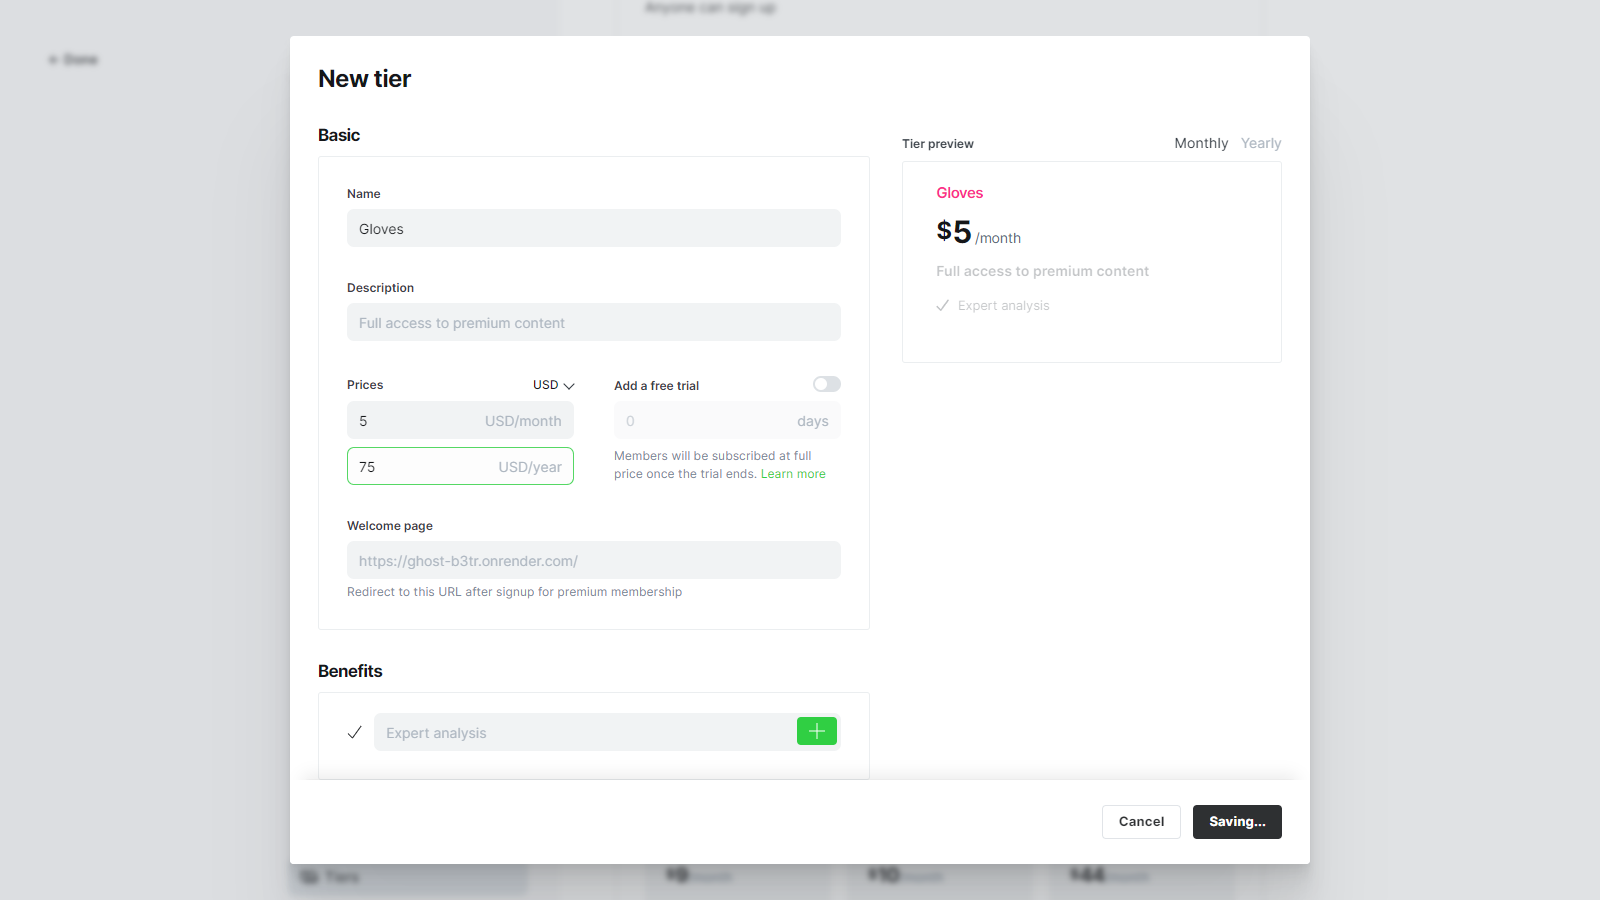 Anyone can sign up
← Done
New tier
Basic
Name
Gloves
Description
Full access to premium content
Prices
USD
5
USD/month
75
USD/year
Add a free trial
0
days
Members will be subscribed at full
price once the trial ends. Learn more
Welcome page
https://ghost-b3tr.onrender.com/
Redirect to this URL after signup for premium membership
Benefits
Expert analysis
Tier preview
Monthly
Yearly
Gloves
$5/month
Full access to premium content
Expert analysis
Cancel
Saving...
Tiers
$9/month
$10/month
$44/month